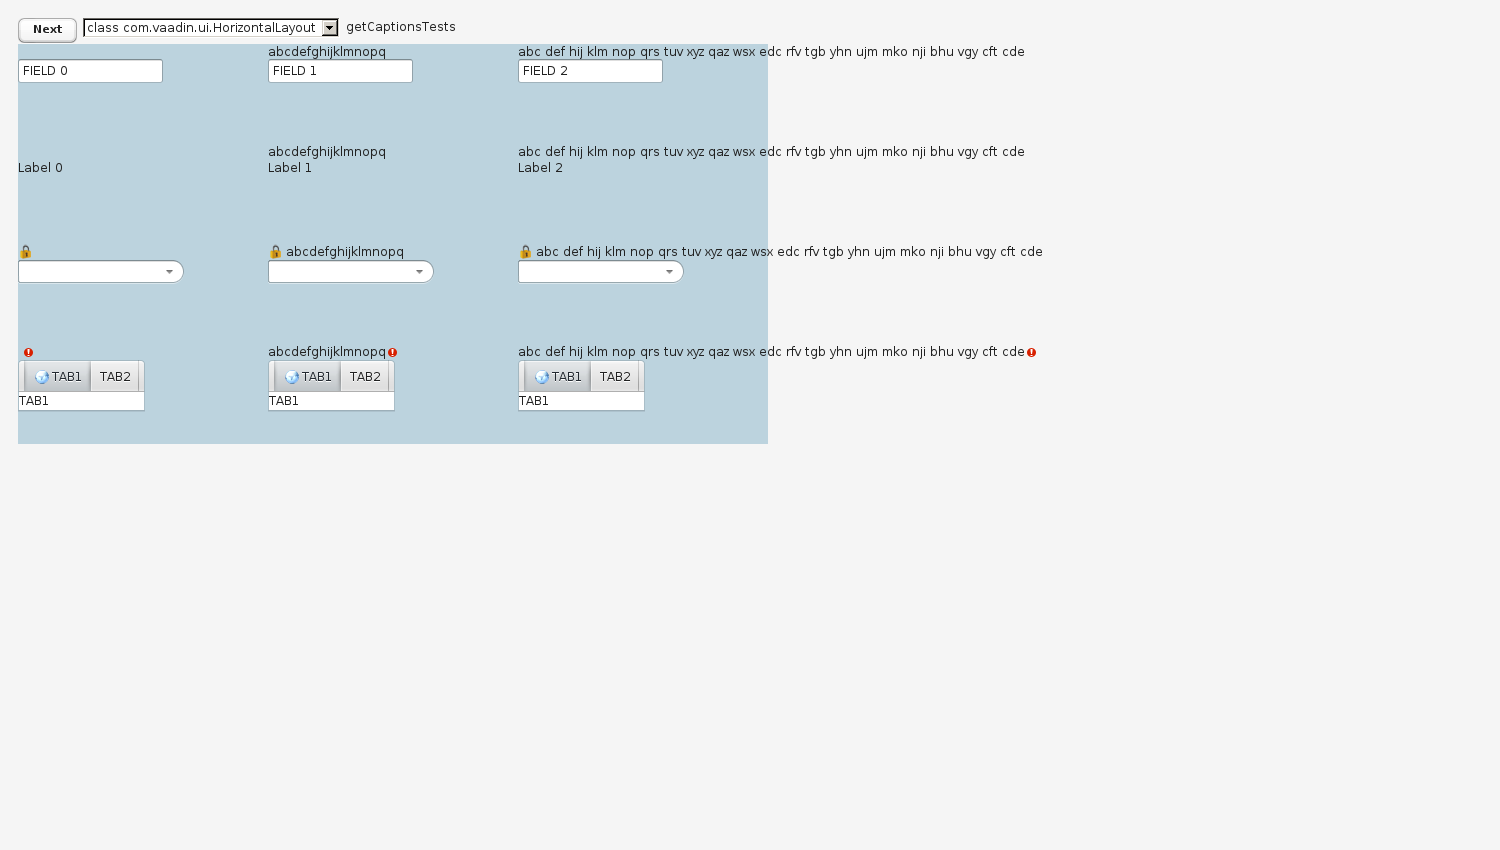 Next class com.vaadin.ui.HorizontalLayout getCaptionsTests
abcdefghijklmnopq abc def hij klm nop qrs tuv xyz qaz wsx edc rfv tgb yhn ujm mko nji bhu vgy cft cde
FIELD 0 FIELD 1 FIELD 2
abcdefghijklmnopq abc def hij klm nop qrs tuv xyz qaz wsx edc rfv tgb yhn ujm mko nji bhu vgy cft cde
Label 0 Label 1 Label 2
abcdefghijklmnopq abc def hij klm nop qrs tuv xyz qaz wsx edc rfv tgb yhn ujm mko nji bhu vgy cft cde
abcdefghijklmnopq abc def hij klm nop qrs tuv xyz qaz wsx edc rfv tgb yhn ujm mko nji bhu vgy cft cde
TAB1 TAB2 TAB1 TAB2 TAB1 TAB2
TAB1 TAB1 TAB1